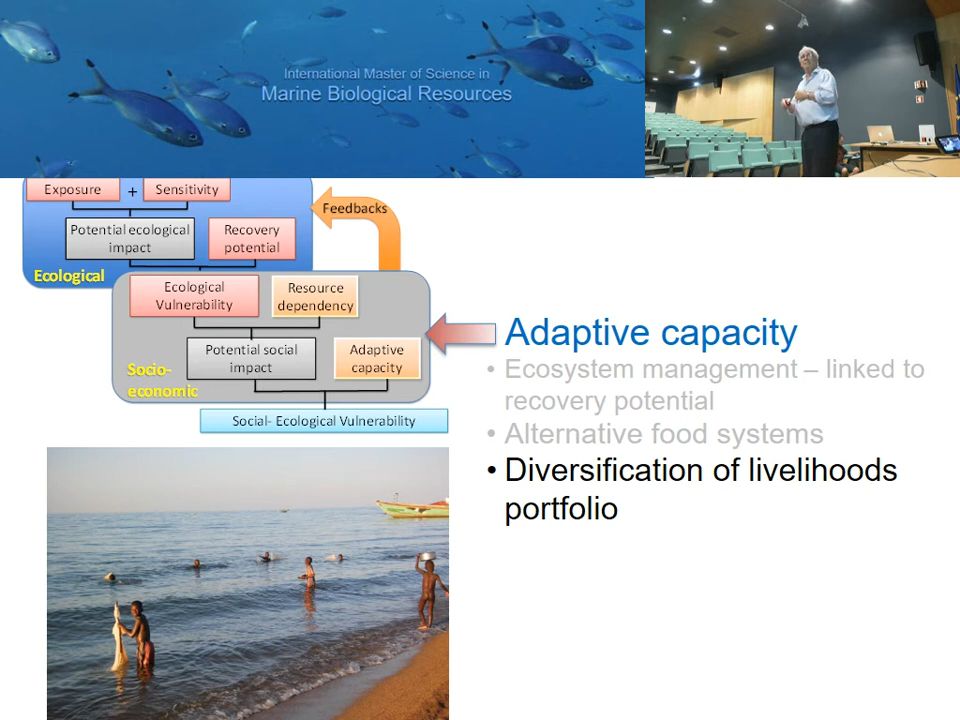 International Master of Science in
Marine Biological Resources
Exposure
+
Sensitivity
Potential ecological
impact
Recovery
potential
Ecological
Feedbacks
Ecological
Vulnerability
Resource
dependency
Potential social
impact
Adaptive
capacity
Socio-
economic
Social- Ecological Vulnerability
Adaptive capacity
• Ecosystem management – linked to
recovery potential
• Alternative food systems
• Diversification of livelihoods
portfolio